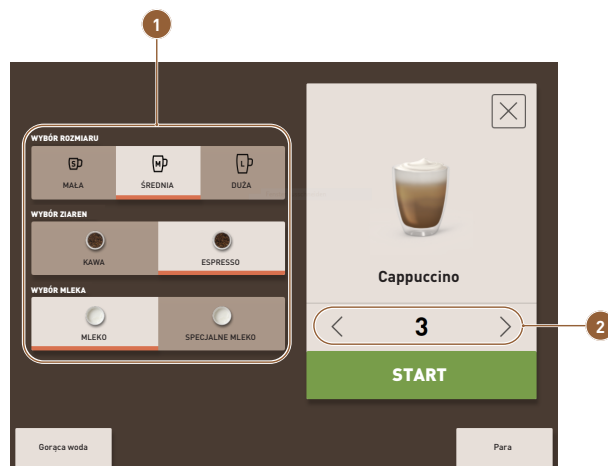 1
WYBÓR ROZMIARU
S M L
MAŁA ŚREDNIA DUŻA
WYBÓR ZIAREN
KAWA ESPRESSO
WYBÓR MLEKA
MLEKO SPECJALNE MLEKO
Cappuccino
3
2
START
Gorąca woda
Para